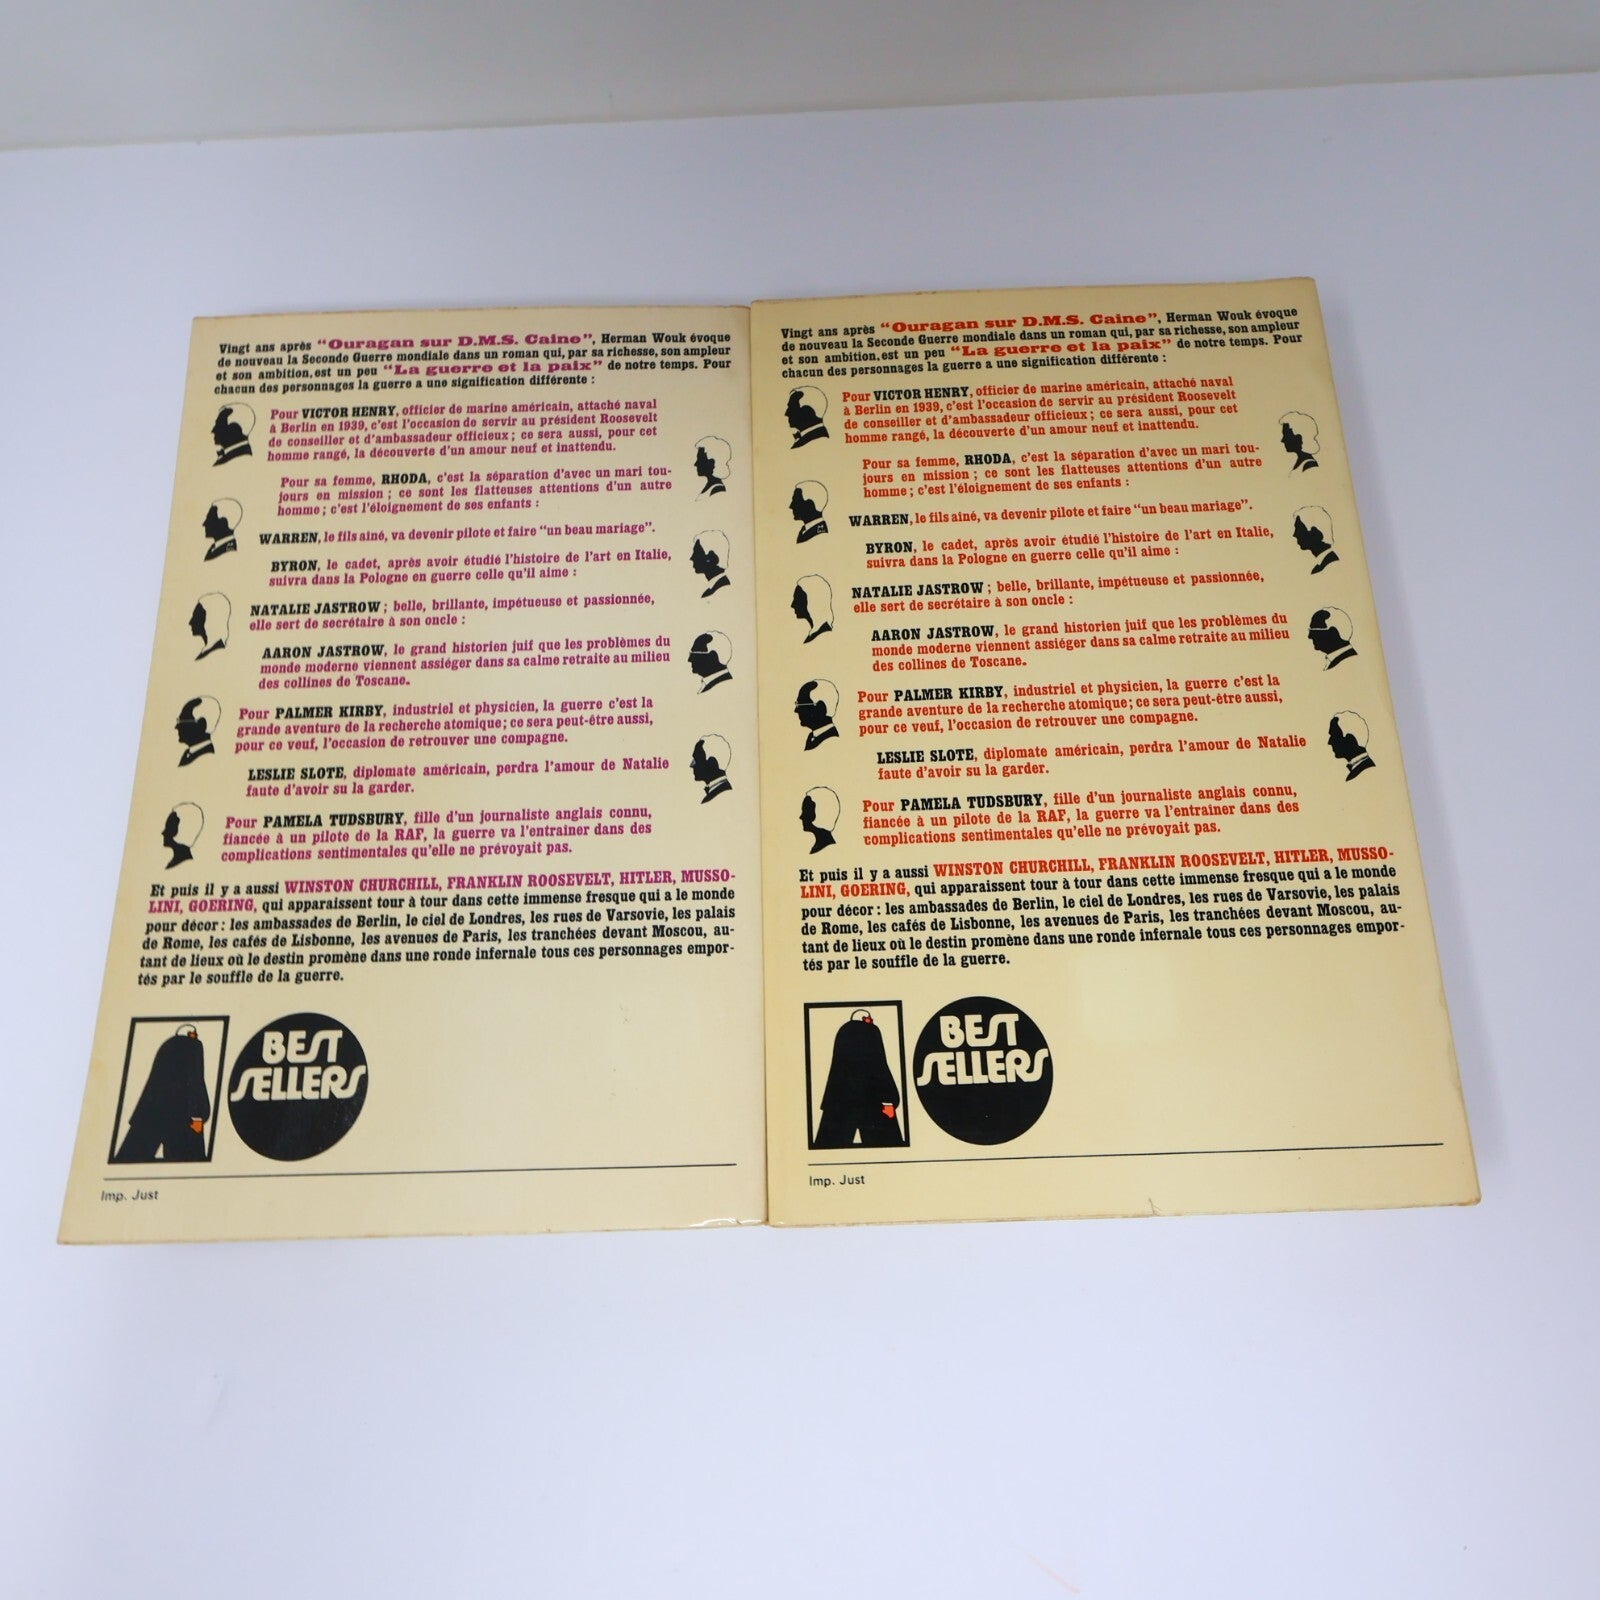 Vingt ans après "Ouragan sur D.M.S. Caine", Herman Wouk évoque
de nouveau la Seconde Guerre mondiale dans un roman qui, par sa richesse, son ampleur
et son ambition, est un peu "La guerre et la paix" de notre temps. Pour
chacun des personnages la guerre a une signification différente :
Pour VICTOR HENRY, officier de marine américain, attaché naval
à Berlin en 1939, c'est l'occasion de servir au président Roosevelt
de conseiller et d'ambassadeur officieux ; ce sera aussi, pour cet
homme rangé, la découverte d'un amour neuf et inattendu.
Pour sa femme, RHODA, c'est la séparation d'avec un mari tou-
jours en mission ; ce sont les flatteuses attentions d'un autre
homme ; c'est l'éloignement de ses enfants :
WARREN, le fils aîné, va devenir pilote et faire "un beau mariage".
BYRON, le cadet, après avoir étudié l'histoire de l'art en Italie,
suivra dans la Pologne en guerre celle qu'il aime :
NATALIE JASTROW ; belle, brillante, impétueuse et passionnée,
elle sert de secrétaire à son oncle :
AARON JASTROW, le grand historien juif que les problèmes du
monde moderne viennent assiéger dans sa calme retraite au milieu
des collines de Toscane.
Pour PALMER KIRBY, industriel et physicien, la guerre c'est la
grande aventure de la recherche atomique ; ce sera peut-être aussi,
pour ce veuf, l'occasion de retrouver une compagne.
LESLIE SLOTE, diplomate américain, perdra l'amour de Natalie
faute d'avoir su la garder.
Pour PAMELA TUDSBURY, fille d'un journaliste anglais connu,
fiancée à un pilote de la RAF, la guerre va l'entraîner dans des
complications sentimentales qu'elle ne prévoyait pas.
Et puis il y a aussi WINSTON CHURCHILL, FRANKLIN ROOSEVELT, HITLER, MUSSO-
LINI, GOERING, qui apparaissent tour à tour dans cette immense fresque qui a le monde
pour décor : les ambassades de Berlin, le ciel de Londres, les rues de Varsovie, les palais
de Rome, les cafés de Lisbonne, les avenues de Paris, les tranchées devant Moscou, au-
tant de lieux où le destin promène dans une ronde infernale tous ces personnages empor-
tés par le souffle de la guerre.
BEST
SELLERS
Imp. Just
Vingt ans après "Ouragan sur D.M.S. Caine", Herman Wouk évoque
de nouveau la Seconde Guerre mondiale dans un roman qui, par sa richesse, son ampleur
et son ambition, est un peu "La guerre et la paix" de notre temps. Pour
chacun des personnages la guerre a une signification différente :
Pour VICTOR HENRY, officier de marine américain, attaché naval
à Berlin en 1939, c'est l'occasion de servir au président Roosevelt
de conseiller et d'ambassadeur officieux ; ce sera aussi, pour cet
homme rangé, la découverte d'un amour neuf et inattendu.
Pour sa femme, RHODA, c'est la séparation d'avec un mari tou-
jours en mission ; ce sont les flatteuses attentions d'un autre
homme ; c'est l'éloignement de ses enfants :
WARREN, le fils aîné, va devenir pilote et faire "un beau mariage".
BYRON, le cadet, après avoir étudié l'histoire de l'art en Italie,
suivra dans la Pologne en guerre celle qu'il aime :
NATALIE JASTROW ; belle, brillante, impétueuse et passionnée,
elle sert de secrétaire à son oncle :
AARON JASTROW, le grand historien juif que les problèmes du
monde moderne viennent assiéger dans sa calme retraite au milieu
des collines de Toscane.
Pour PALMER KIRBY, industriel et physicien, la guerre c'est la
grande aventure de la recherche atomique ; ce sera peut-être aussi,
pour ce veuf, l'occasion de retrouver une compagne.
LESLIE SLOTE, diplomate américain, perdra l'amour de Natalie
faute d'avoir su la garder.
Pour PAMELA TUDSBURY, fille d'un journaliste anglais connu,
fiancée à un pilote de la RAF, la guerre va l'entraîner dans des
complications sentimentales qu'elle ne prévoyait pas.
Et puis il y a aussi WINSTON CHURCHILL, FRANKLIN ROOSEVELT, HITLER, MUSSO-
LINI, GOERING, qui apparaissent tour à tour dans cette immense fresque qui a le monde
pour décor : les ambassades de Berlin, le ciel de Londres, les rues de Varsovie, les palais
de Rome, les cafés de Lisbonne, les avenues de Paris, les tranchées devant Moscou, au-
tant de lieux où le destin promène dans une ronde infernale tous ces personnages empor-
tés par le souffle de la guerre.
BEST
SELLERS
Imp. Just